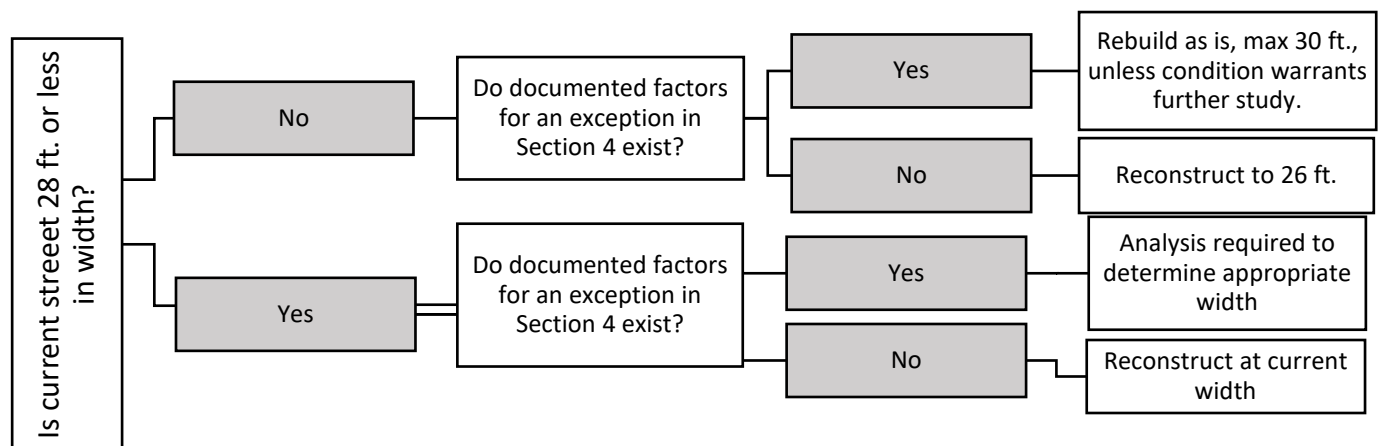 Is current streeet 28 ft. or less
in width?
No
Do documented factors
for an exception in
Section 4 exist?
Yes
Rebuild as is, max 30 ft.,
unless condition warrants
further study.
No
Reconstruct to 26 ft.
Yes
Do documented factors
for an exception in
Section 4 exist?
Yes
Analysis required to
determine appropriate
width
No
Reconstruct at current
width